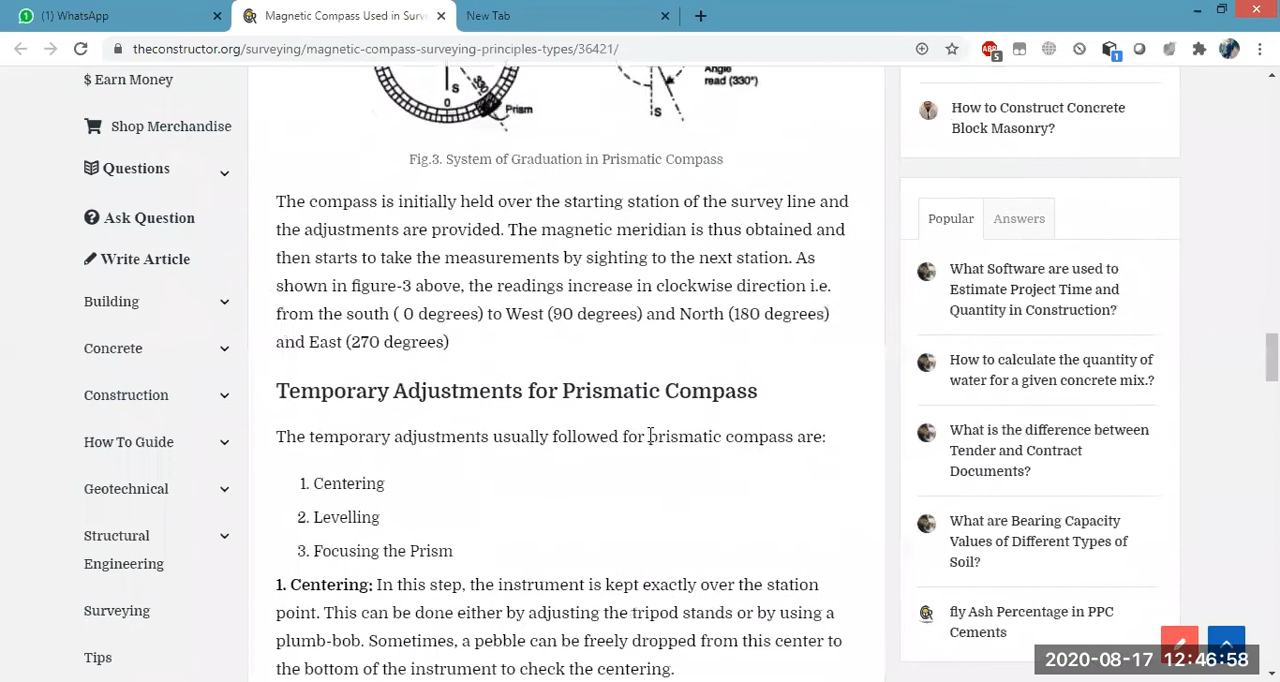 (1) WhatsApp
Magnetic Compass Used in Surv
New Tab
theconstructor.org/surveying/magnetic-compass-surveying-principles-types/36421/
ABP
5
1
$ Earn Money
Shop Merchandise
Questions
Ask Question
Write Article
Building
Concrete
Construction
How To Guide
Geotechnical
Structural
Engineering
Surveying
Tips
S
0
Prism
Angle
read (330°)
S
Fig.3. System of Graduation in Prismatic Compass
The compass is initially held over the starting station of the survey line and
the adjustments are provided. The magnetic meridian is thus obtained and
then starts to take the measurements by sighting to the next station. As
shown in figure-3 above, the readings increase in clockwise direction i.e.
from the south ( 0 degrees) to West (90 degrees) and North (180 degrees)
and East (270 degrees)
Temporary Adjustments for Prismatic Compass
The temporary adjustments usually followed for prismatic compass are:
1. Centering
2. Levelling
3. Focusing the Prism
1. Centering: In this step, the instrument is kept exactly over the station
point. This can be done either by adjusting the tripod stands or by using a
plumb-bob. Sometimes, a pebble can be freely dropped from this center to
the bottom of the instrument to check the centering.
How to Construct Concrete
Block Masonry?
Popular
Answers
What Software are used to
Estimate Project Time and
Quantity in Construction?
How to calculate the quantity of
water for a given concrete mix.?
What is the difference between
Tender and Contract
Documents?
What are Bearing Capacity
Values of Different Types of
Soil?
fly Ash Percentage in PPC
Cements
2020-08-17 12:46:58